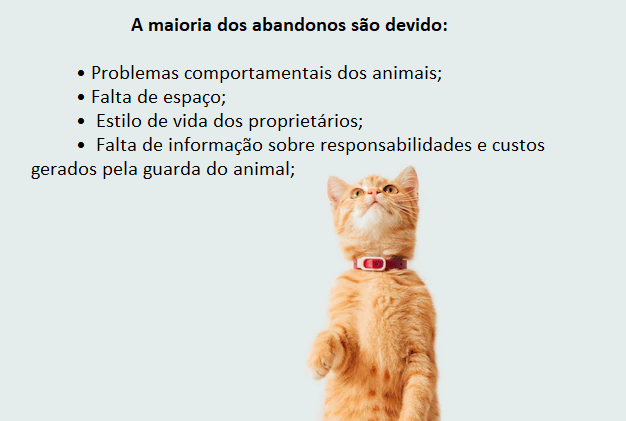 A maioria dos abandonos são devido:
• Problemas comportamentais dos animais;
• Falta de espaço;
• Estilo de vida dos proprietários;
• Falta de informação sobre responsabilidades e custos
gerados pela guarda do animal;